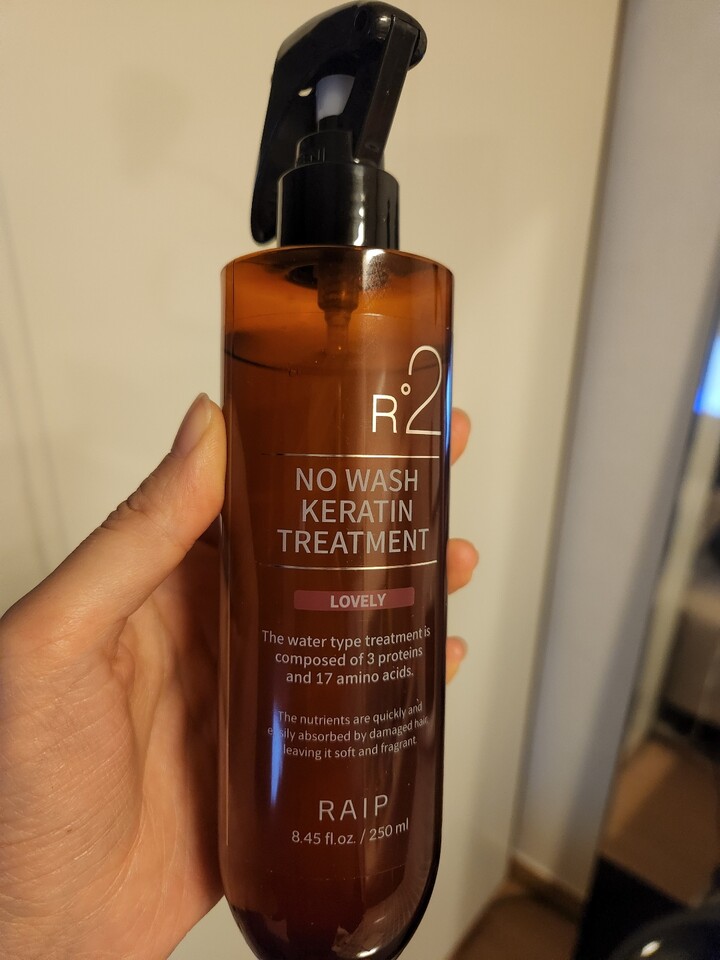 R°2
NO WASH
KERATIN
TREATMENT
LOVELY
The water type treatment is
composed of 3 proteins
and 17 amino acids.
The nutrients are quickly and
easily absorbed by damaged hair,
leaving it soft and fragrant.
RAIP
8.45 fl.oz. / 250 ml